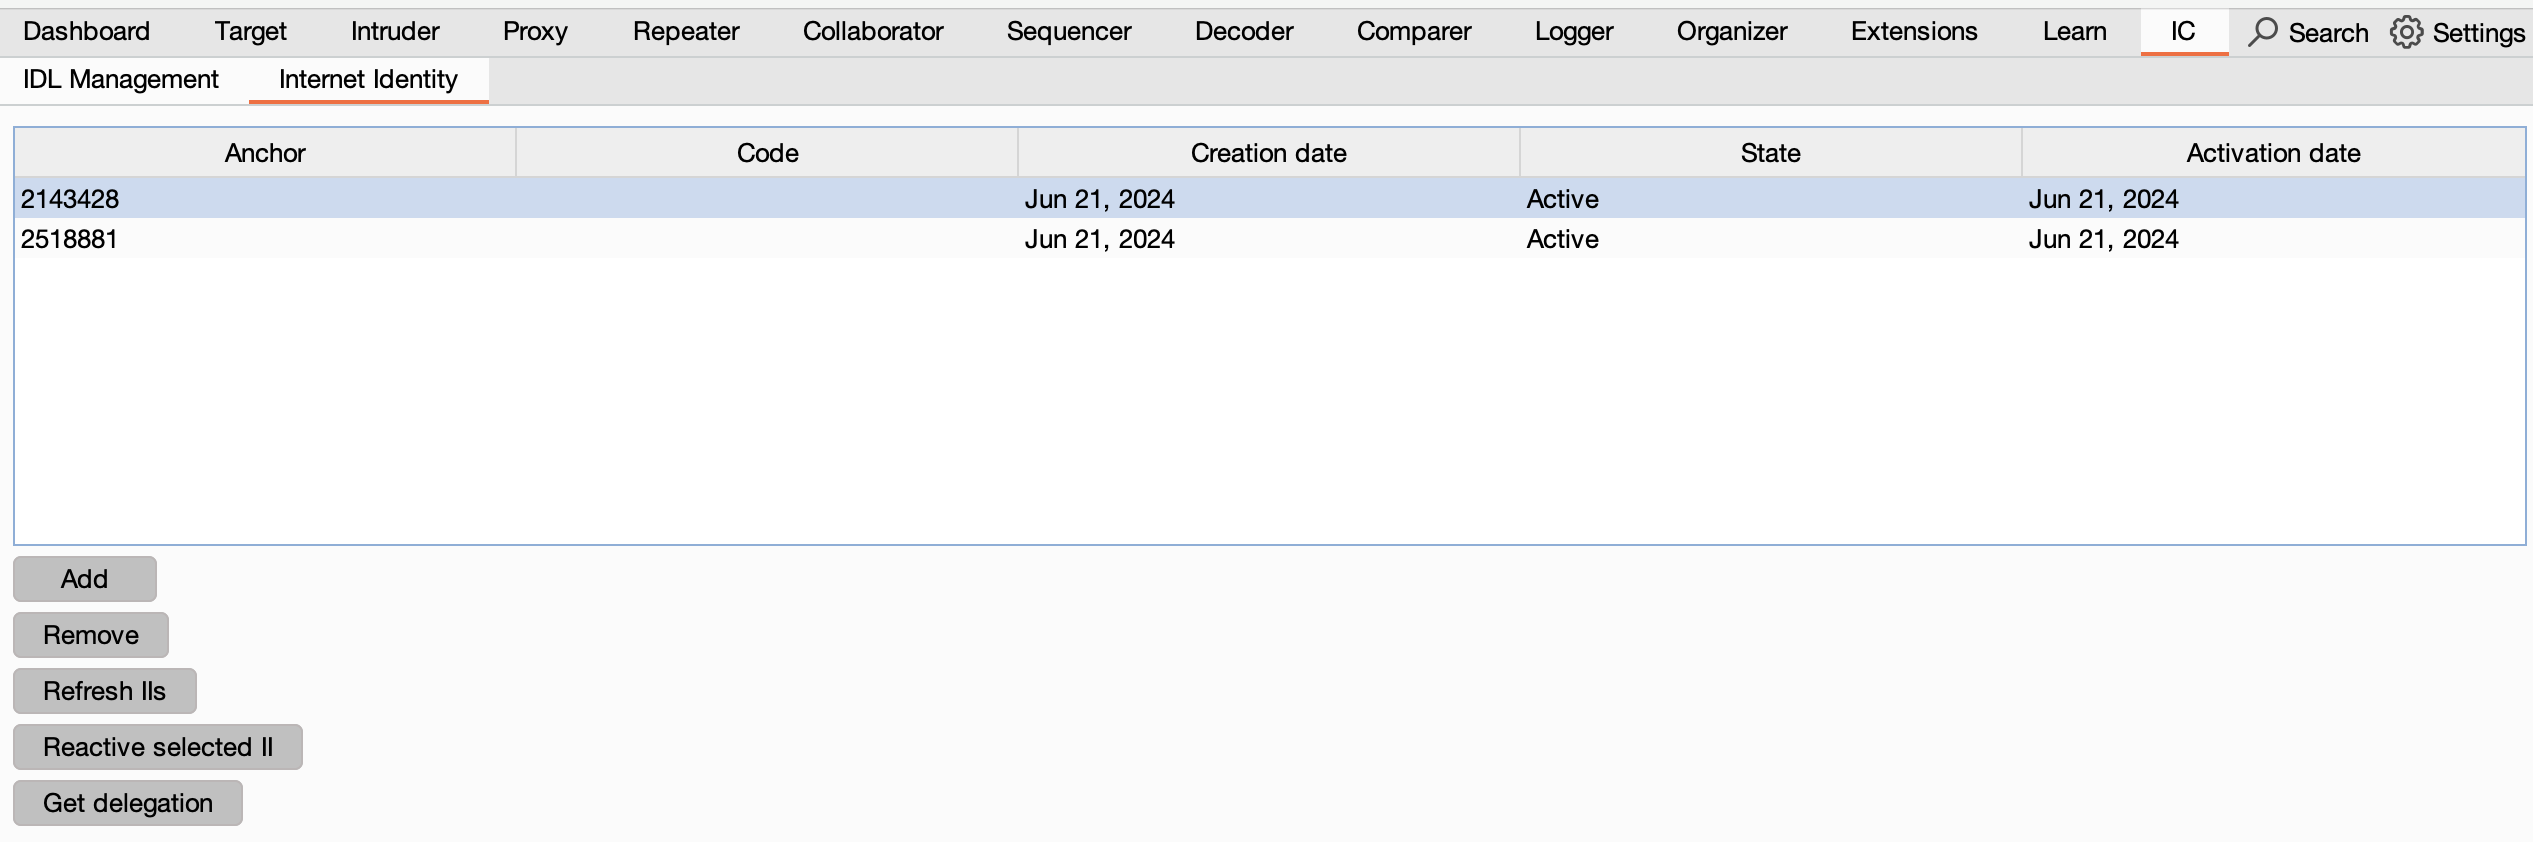 Dashboard Target Intruder Proxy Repeater Collaborator Sequencer Decoder Comparer Logger Organizer Extensions Learn IC Search Settings
IDL Management Internet Identity
Anchor Code Creation date State Activation date
2143428 Jun 21, 2024 Active Jun 21, 2024
2518881 Jun 21, 2024 Active Jun 21, 2024
Add
Remove
Refresh IIs
Reactive selected II
Get delegation